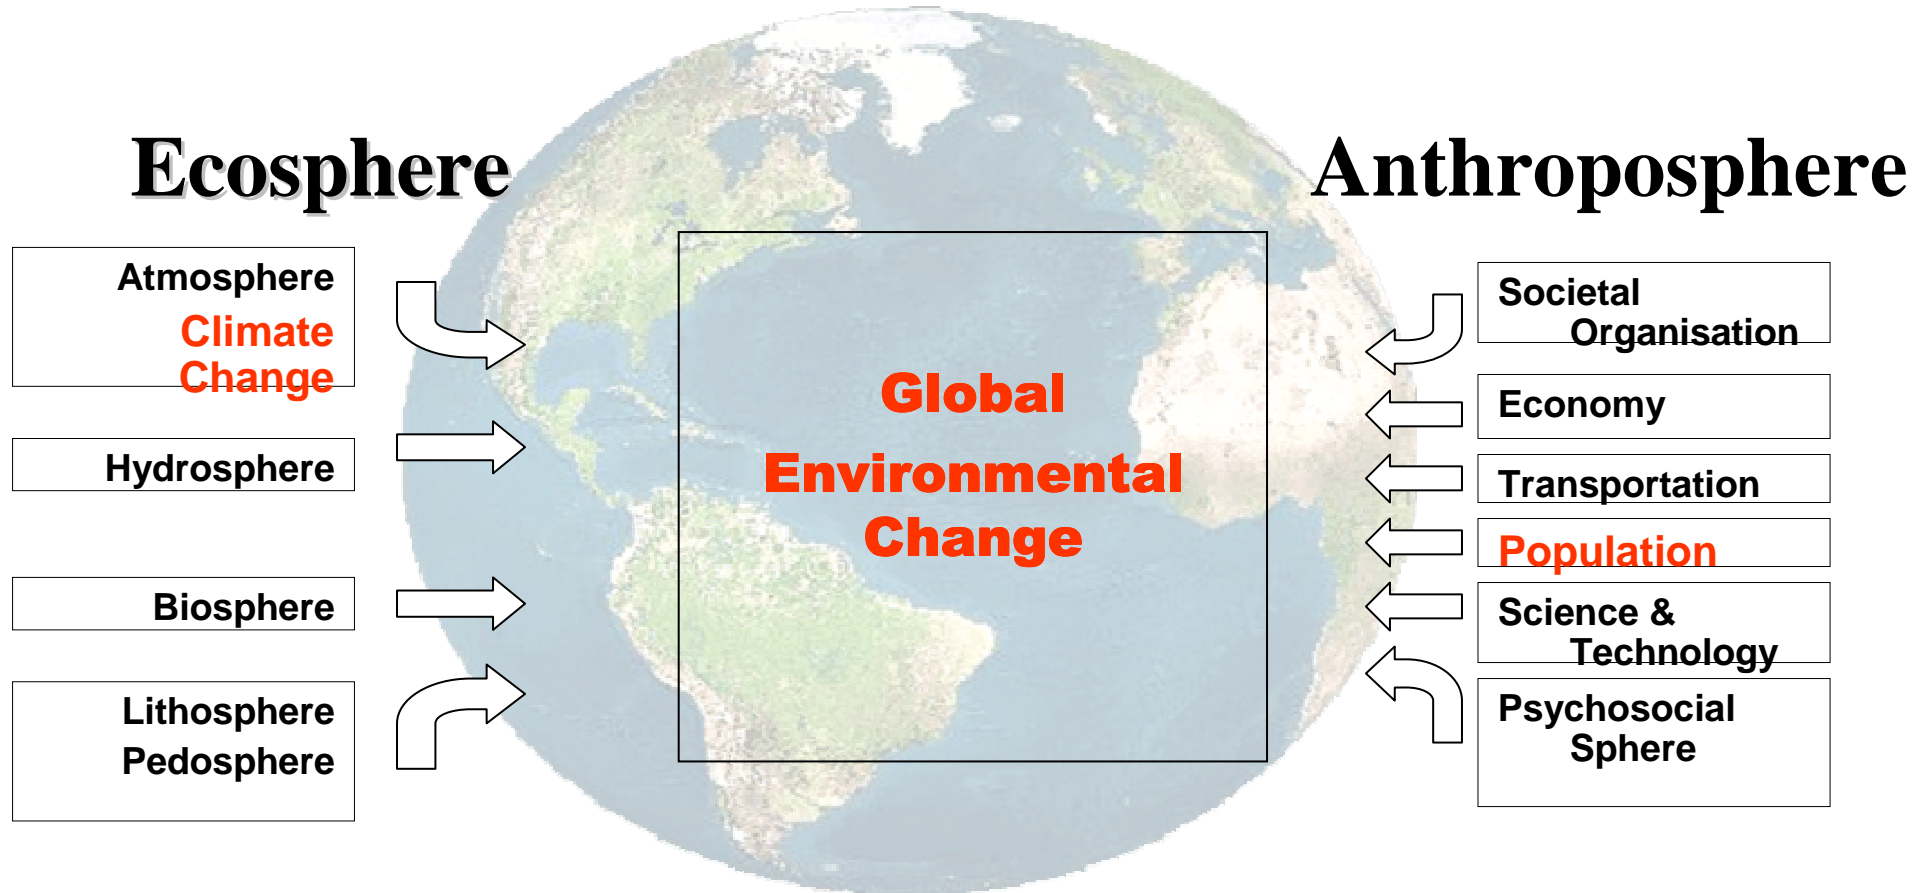 Ecosphere
Anthroposphere
Atmosphere
Climate
Change
Hydrosphere
Biosphere
Lithosphere
Pedosphere
Global
Environmental
Change
Societal
Organisation
Economy
Transportation
Population
Science &
Technology
Psychosocial
Sphere